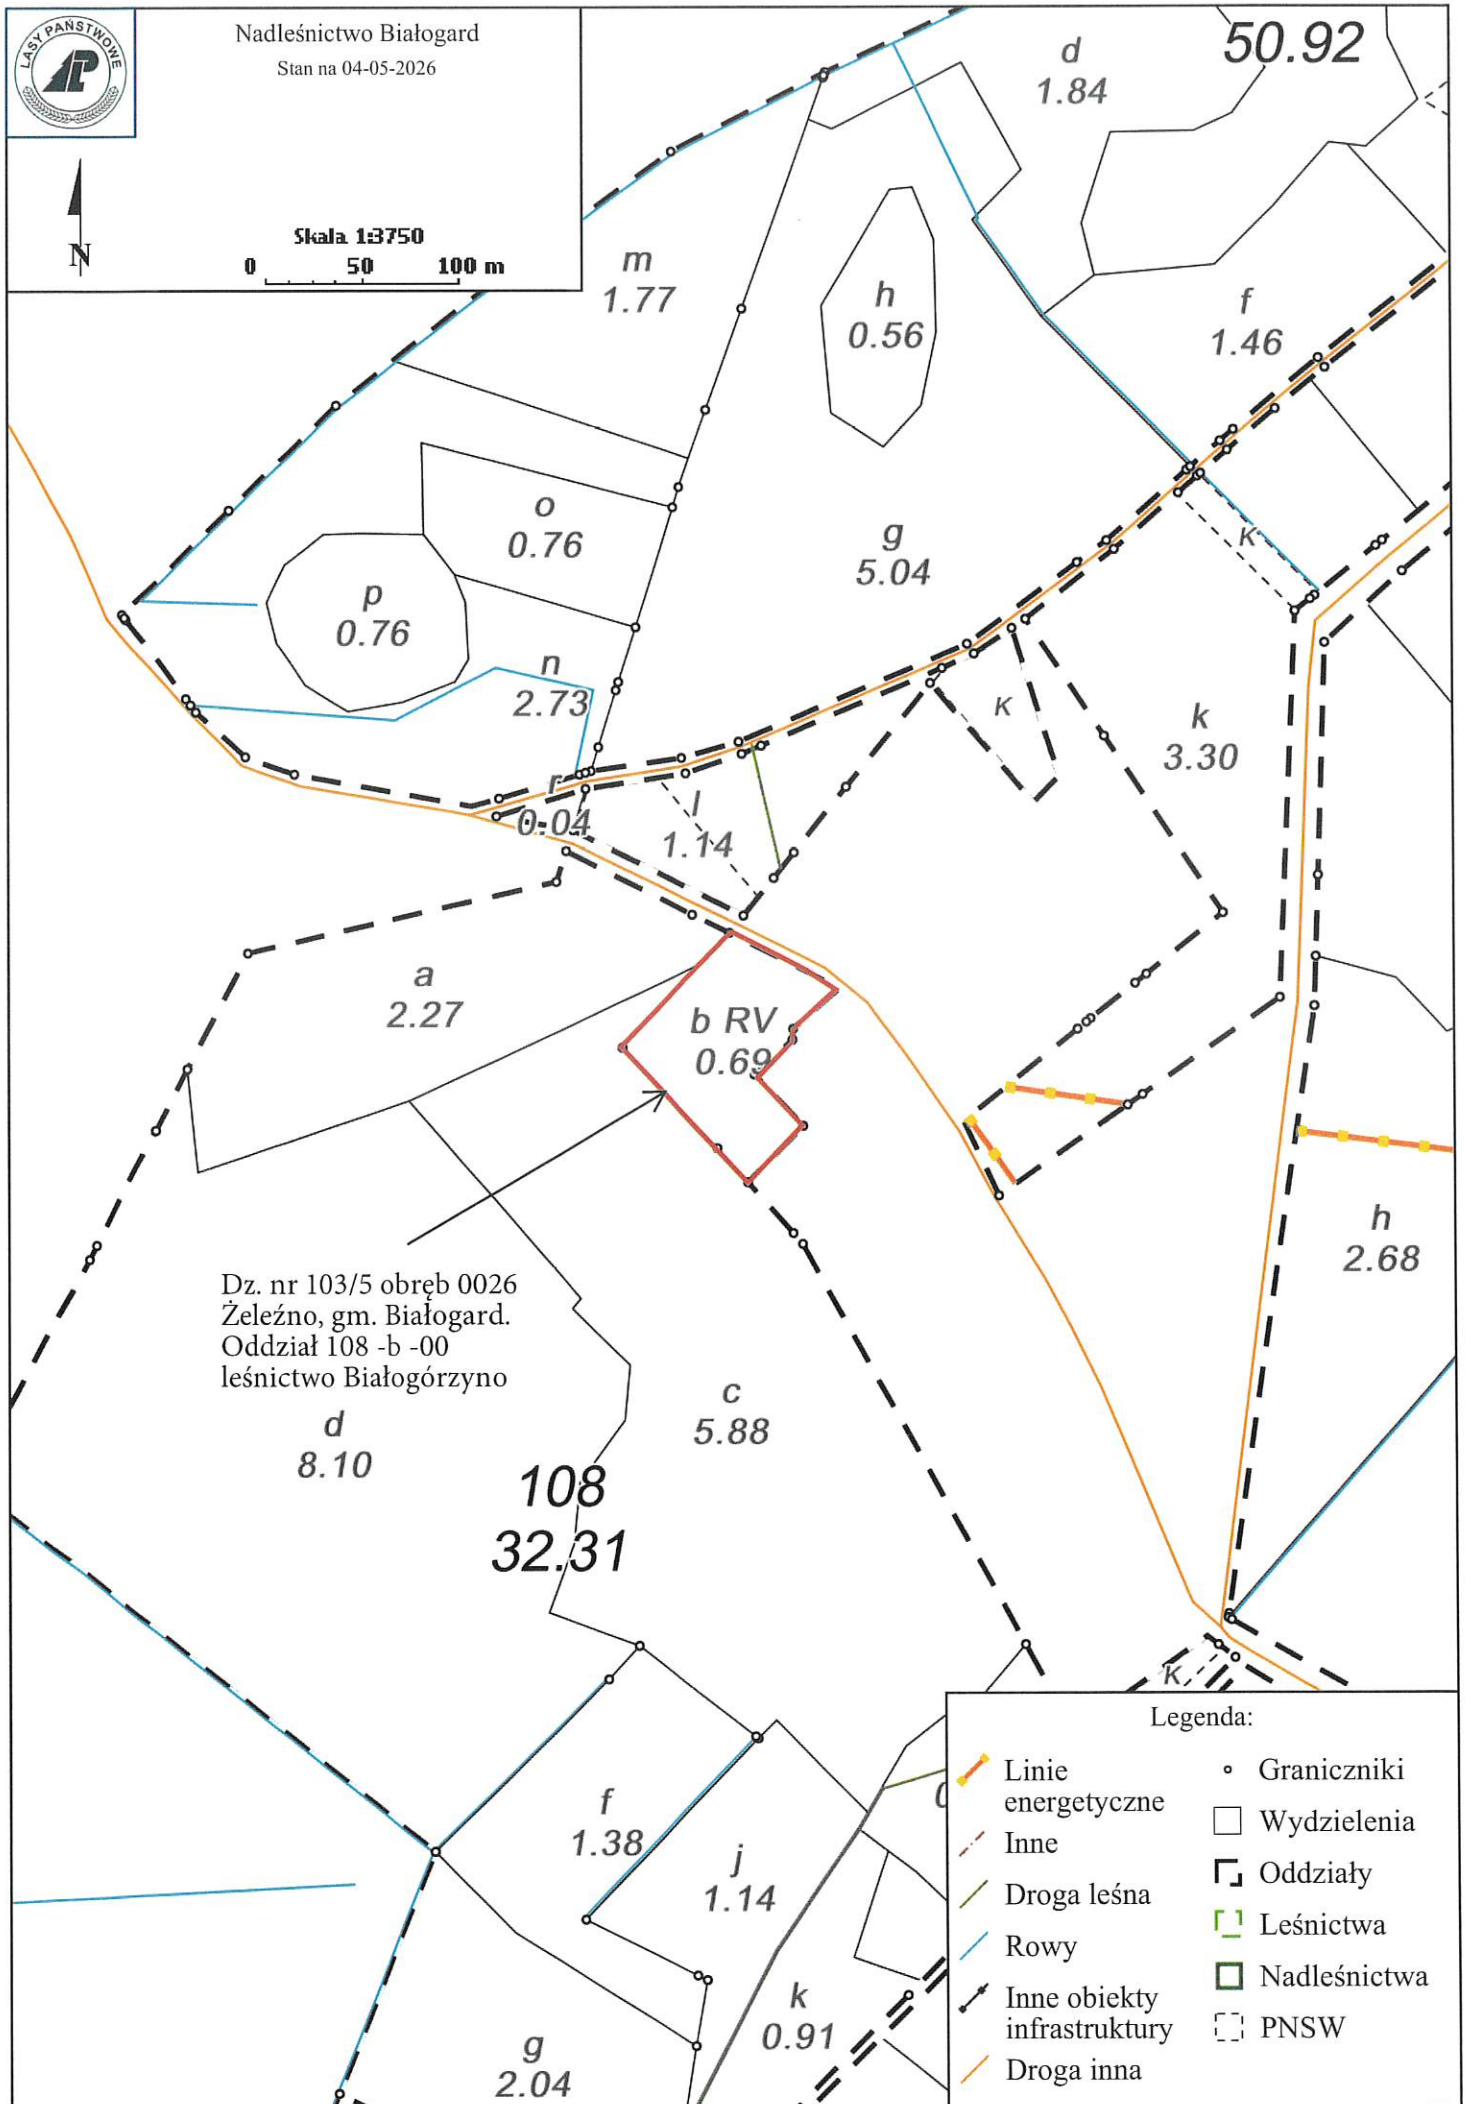 LASY PAŃSTWOWE
Nadleśnictwo Białogard
Stan na 04-05-2026
N
Skala 1:3750
0 50 100 m
50.92
d
1.84
m
1.77
h
0.56
f
1.46
o
0.76
g
5.04
K
p
0.76
n
2.73
K
k
3.30
r
0.04
l
1.14
a
2.27
b RV
0.69
h
2.68
Dz. nr 103/5 obręb 0026
Żeleźno, gm. Białogard.
Oddział 108 -b -00
leśnictwo Białogórzyno
d
8.10
c
5.88
108
32.31
K
f
1.38
j
1.14
k
0.91
g
2.04
Legenda:
Linie
energetyczne
Inne
Droga leśna
Rowy
Inne obiekty
infrastruktury
Droga inna
Graniczniki
Wydzielenia
Oddziały
Leśnictwa
Nadleśnictwa
PNSW